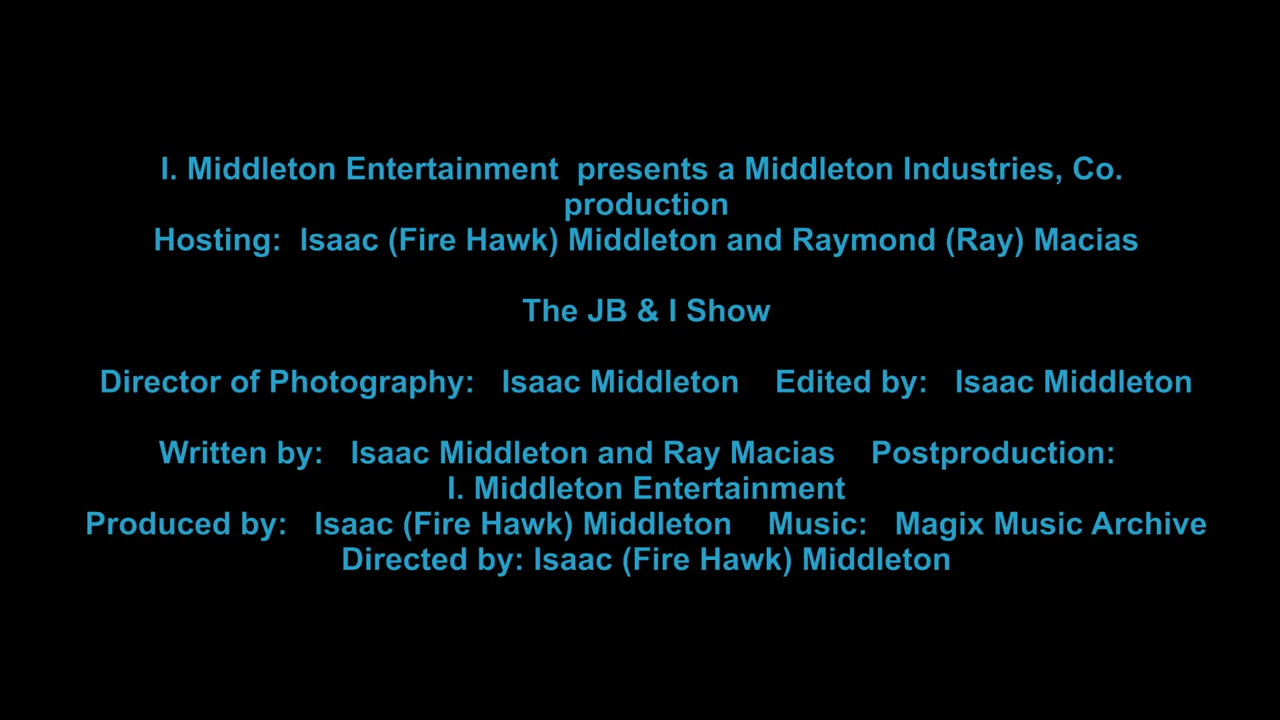 I. Middleton Entertainment  presents a Middleton Industries, Co.
production
Hosting:  Isaac (Fire Hawk) Middleton and Raymond (Ray) Macias
The JB & I Show
Director of Photography:   Isaac Middleton    Edited by:   Isaac Middleton
Written by:   Isaac Middleton and Ray Macias    Postproduction:
I. Middleton Entertainment
Produced by:   Isaac (Fire Hawk) Middleton    Music:   Magix Music Archive
Directed by: Isaac (Fire Hawk) Middleton